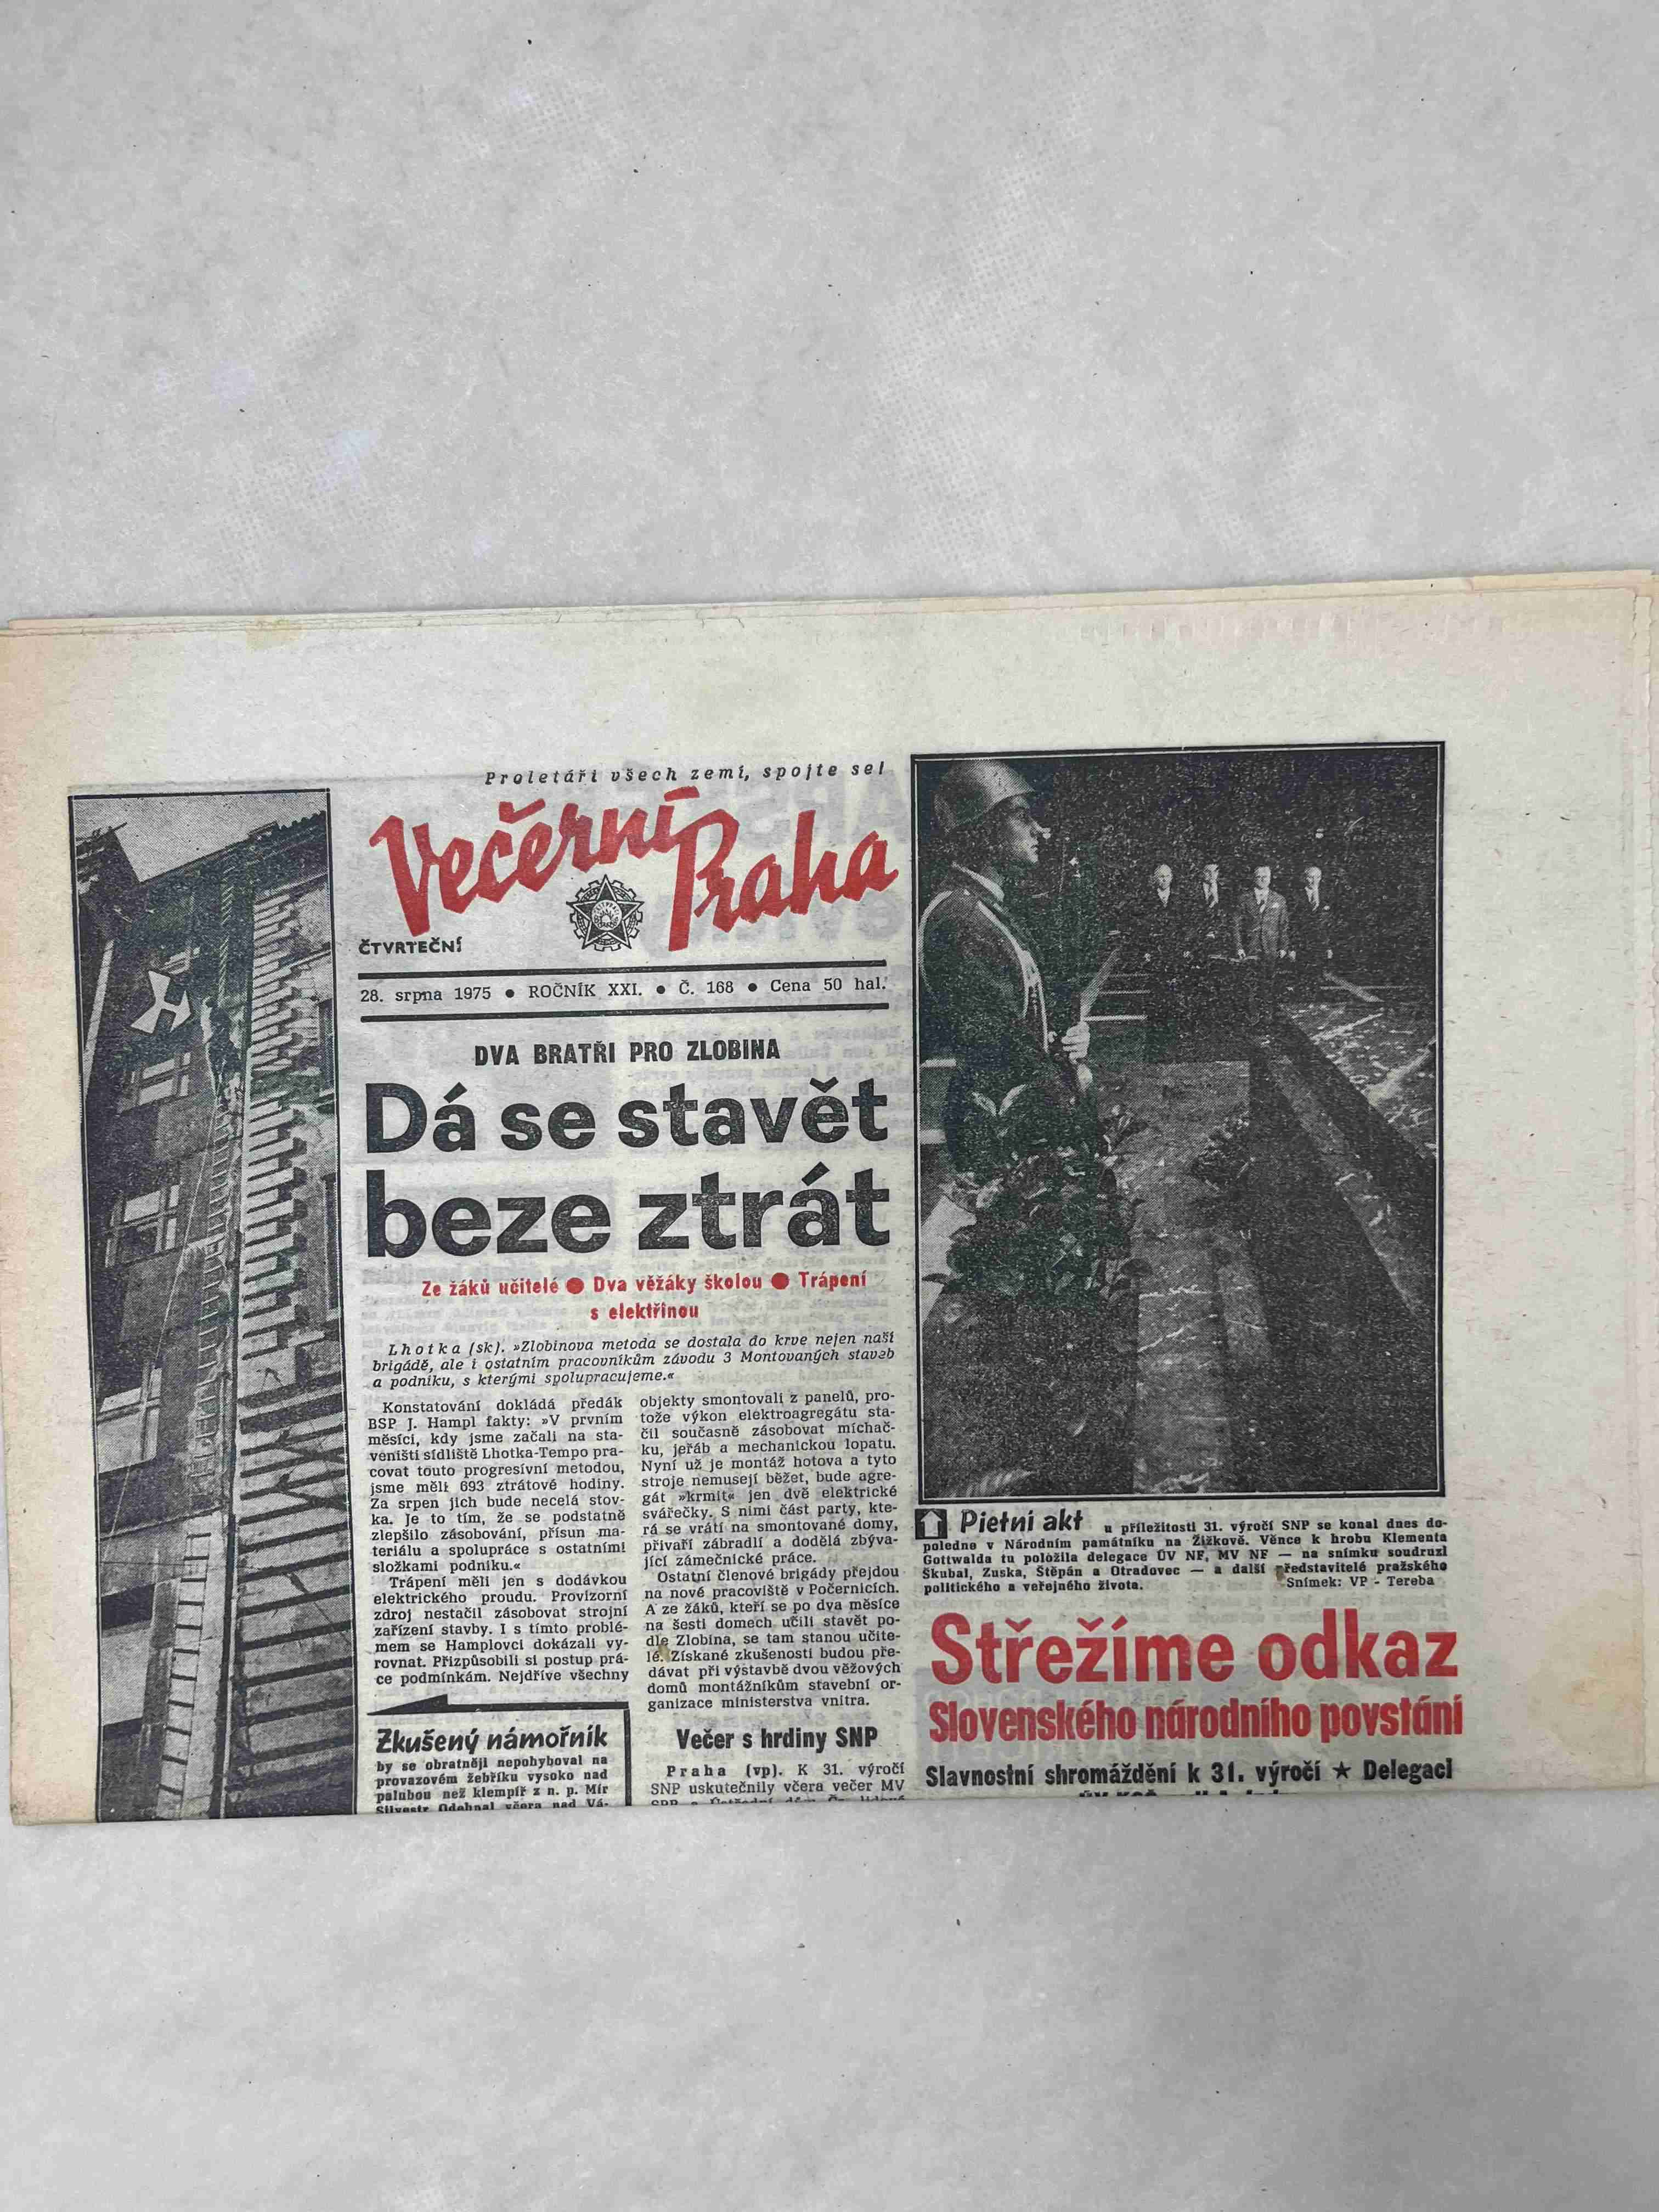 Proletáři všech zemí, spojte se!
Večerní Praha
ČTVRTEČNÍ
28. srpna 1975 ● ROČNÍK XXI. ● Č. 168 ● Cena 50 hal.
DVA BRATŘI PRO ZLOBINA
Dá se stavět
beze ztrát
Ze žáků učitelé ● Dva věžáky školou ● Trápení
s elektřinou
Lhotka (sk). »Zlobinova metoda se dostala do krve nejen naší
brigádě, ale i ostatním pracovníkům závodu 3 Montovaných staveb
a podniku, s kterými spolupracujeme.«
Konstatování dokládá předák
BSP J. Hampl fakty: »V prvním
měsíci, kdy jsme začali na sta-
veništi sídliště Lhotka-Tempo pra-
covat touto progresívní metodou,
jsme měli 693 ztrátové hodiny.
Za srpen jich bude necelá stov-
ka. Je to tím, že se podstatně
zlepšilo zásobování, přísun ma-
teriálu a spolupráce s ostatními
složkami podniku.«
Trápení měli jen s dodávkou
elektrického proudu. Provizorní
zdroj nestačil zásobovat strojní
zařízení stavby. I s tímto problé-
mem se Hamplovci dokázali vy-
rovnat. Přizpůsobili si postup prá-
ce podmínkám. Nejdříve všechny
objekty smontovali z panelů, pro-
tože výkon elektroagregátu sta-
čil současně zásobovat míchač-
ku, jeřáb a mechanickou lopatu.
Nyní už je montáž hotova a tyto
stroje nemusejí běžet, bude agre-
gát »krmit« jen dvě elektrické
svářečky. S nimi část party, kte-
rá se vrátí na smontované domy,
přivaří zábradlí a dodělá zbýva-
jící zámečnické práce.
Ostatní členové brigády přejdou
na nové pracoviště v Počernicích.
A ze žáků, kteří se po dva měsíce
na šesti domech učili stavět po-
dle Zlobina, se tam stanou učite-
lé. Získané zkušenosti budou pře-
dávat při výstavbě dvou věžových
domů montážníkům stavební or-
ganizace ministerstva vnitra.
Zkušený námořník
by se obratněji nepohyboval na
provazovém žebříku vysoko nad
palubou než klempíř z n. p. Mír
Silvestr Odehnal včera nad Vá-
Večer s hrdiny SNP
Praha (vp). K 31. výročí
SNP uskutečnily včera večer MV
Pietní akt u příležitosti 31. výročí SNP se konal dnes do-
poledne v Národním památníku na Žižkově. Věnce k hrobu Klementa
Gottwalda tu položila delegace ÚV NF, MV NF — na snímku soudruzi
Škubal, Zuska, Štěpán a Otradovec — a další představitelé pražského
politického a veřejného života. Snímek: VP - Tereba
Střežíme odkaz
Slovenského národního povstání
Slavnostní shromáždění k 31. výročí ★ Delegaci